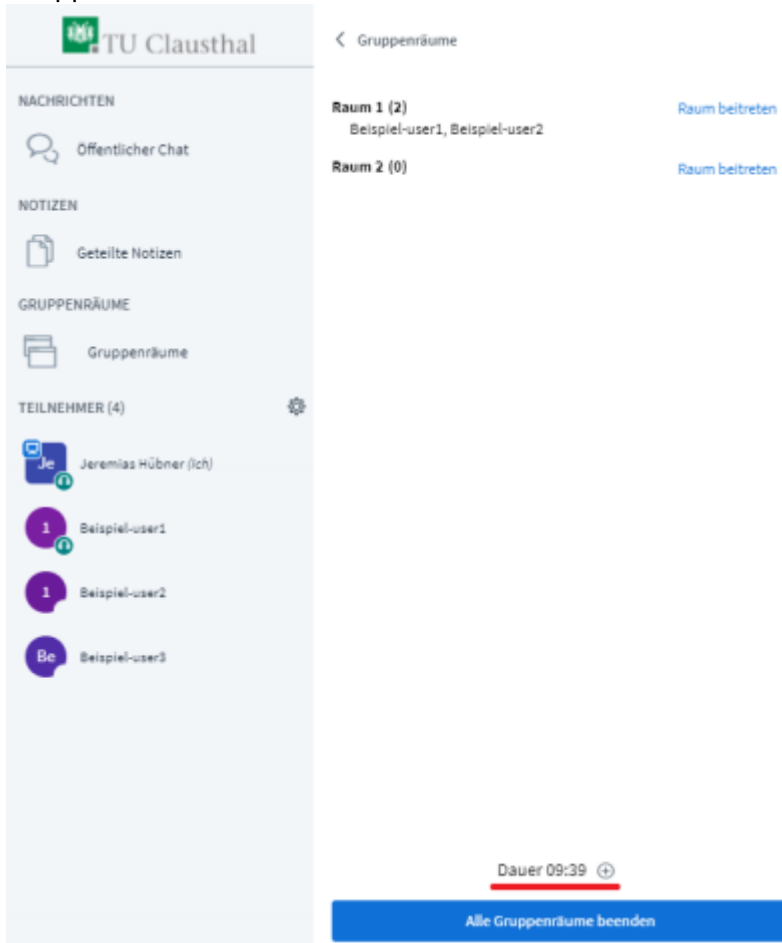 TU Clausthal
NACHRICHTEN
Öffentlicher Chat
NOTIZEN
Geteilte Notizen
GRUPPENRÄUME
Gruppenräume
TEILNEHMER (4)
Je Jeremias Hübner (Ich)
1 Beispiel-user1
1 Beispiel-user2
Be Beispiel-user3
Gruppenräume
Raum 1 (2) Raum beitreten
Beispiel-user1, Beispiel-user2
Raum 2 (0) Raum beitreten
Dauer 09:39
Alle Gruppenräume beenden